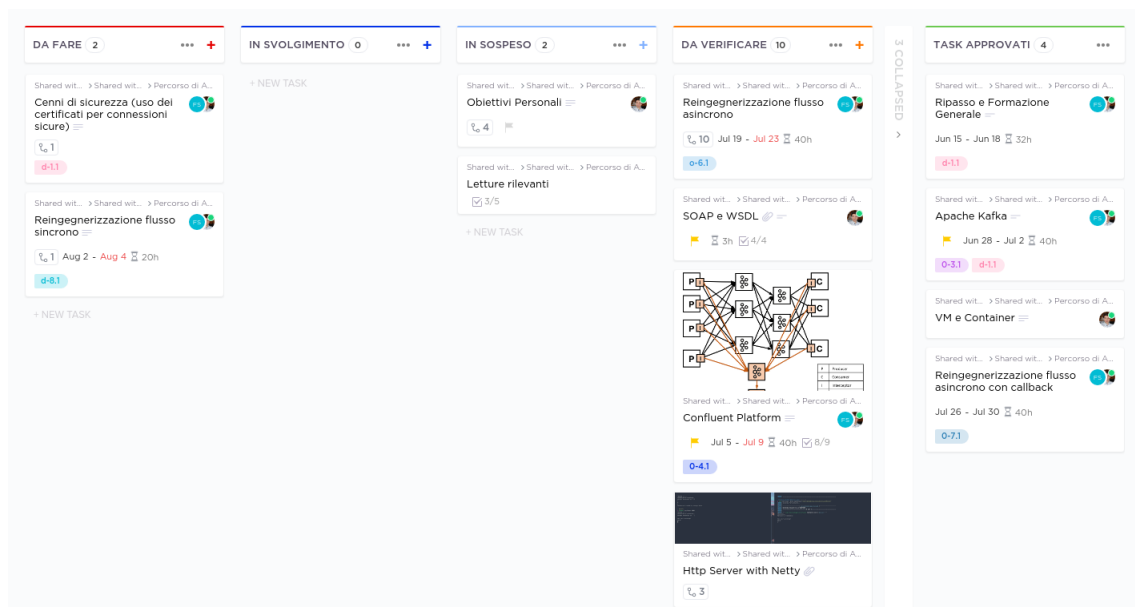 DA FARE 2
Shared wit... > Shared wit... > Percorso di A...
Cenni di sicurezza (uso dei
certificati per connessioni
sicure)
FS
1
d-1.1
Shared wit... > Shared wit... > Percorso di A...
Reingegnerizzazione flusso
sincrono
FS
1 Aug 2 - Aug 4 20h
d-8.1
+ NEW TASK
IN SVOLGIMENTO 0
+ NEW TASK
IN SOSPESO 2
Shared wit... > Shared wit... > Percorso di A...
Obiettivi Personali
4
Shared wit... > Shared wit... > Percorso di A...
Letture rilevanti
3/5
+ NEW TASK
DA VERIFICARE 10
Shared wit... > Shared wit... > Percorso di A...
Reingegnerizzazione flusso
asincrono
FS
10 Jul 19 - Jul 23 40h
o-6.1
Shared wit... > Shared wit... > Percorso di A...
SOAP e WSDL
3h 4/4
P I
P I
P I
P I
I C
I C
I C
P Producer
C Consumer
I Interceptor
Shared wit... > Shared wit... > Percorso di A...
Confluent Platform
FS
Jul 5 - Jul 9 40h 8/9
0-4.1
Shared wit... > Shared wit... > Percorso di A...
Http Server with Netty
3
3 COLLAPSED
TASK APPROVATI 4
Shared wit... > Shared wit... > Percorso di A...
Ripasso e Formazione
Generale
FS
Jun 15 - Jun 18 32h
d-1.1
Shared wit... > Shared wit... > Percorso di A...
Apache Kafka
FS
Jun 28 - Jul 2 40h
0-3.1 d-1.1
Shared wit... > Shared wit... > Percorso di A...
VM e Container
Shared wit... > Shared wit... > Percorso di A...
Reingegnerizzazione flusso
asincrono con callback
FS
Jul 26 - Jul 30 40h
0-7.1